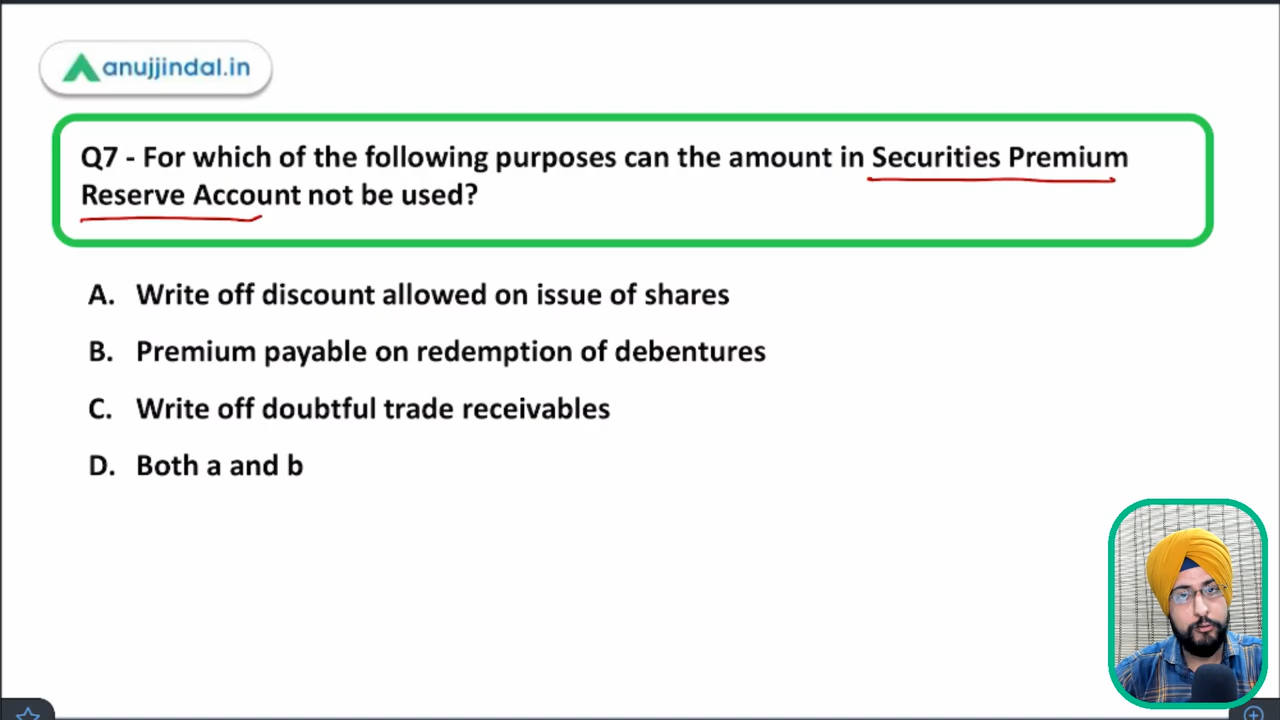 anujjindal.in
Q7 - For which of the following purposes can the amount in Securities Premium
Reserve Account not be used?
A. Write off discount allowed on issue of shares
B. Premium payable on redemption of debentures
C. Write off doubtful trade receivables
D. Both a and b